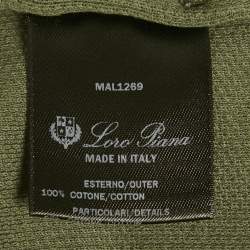 MAL1269
Loro Piana
MADE IN ITALY
ESTERNO/OUTER
100% COTONE/COTTON
PARTICOLARI/DETAILS